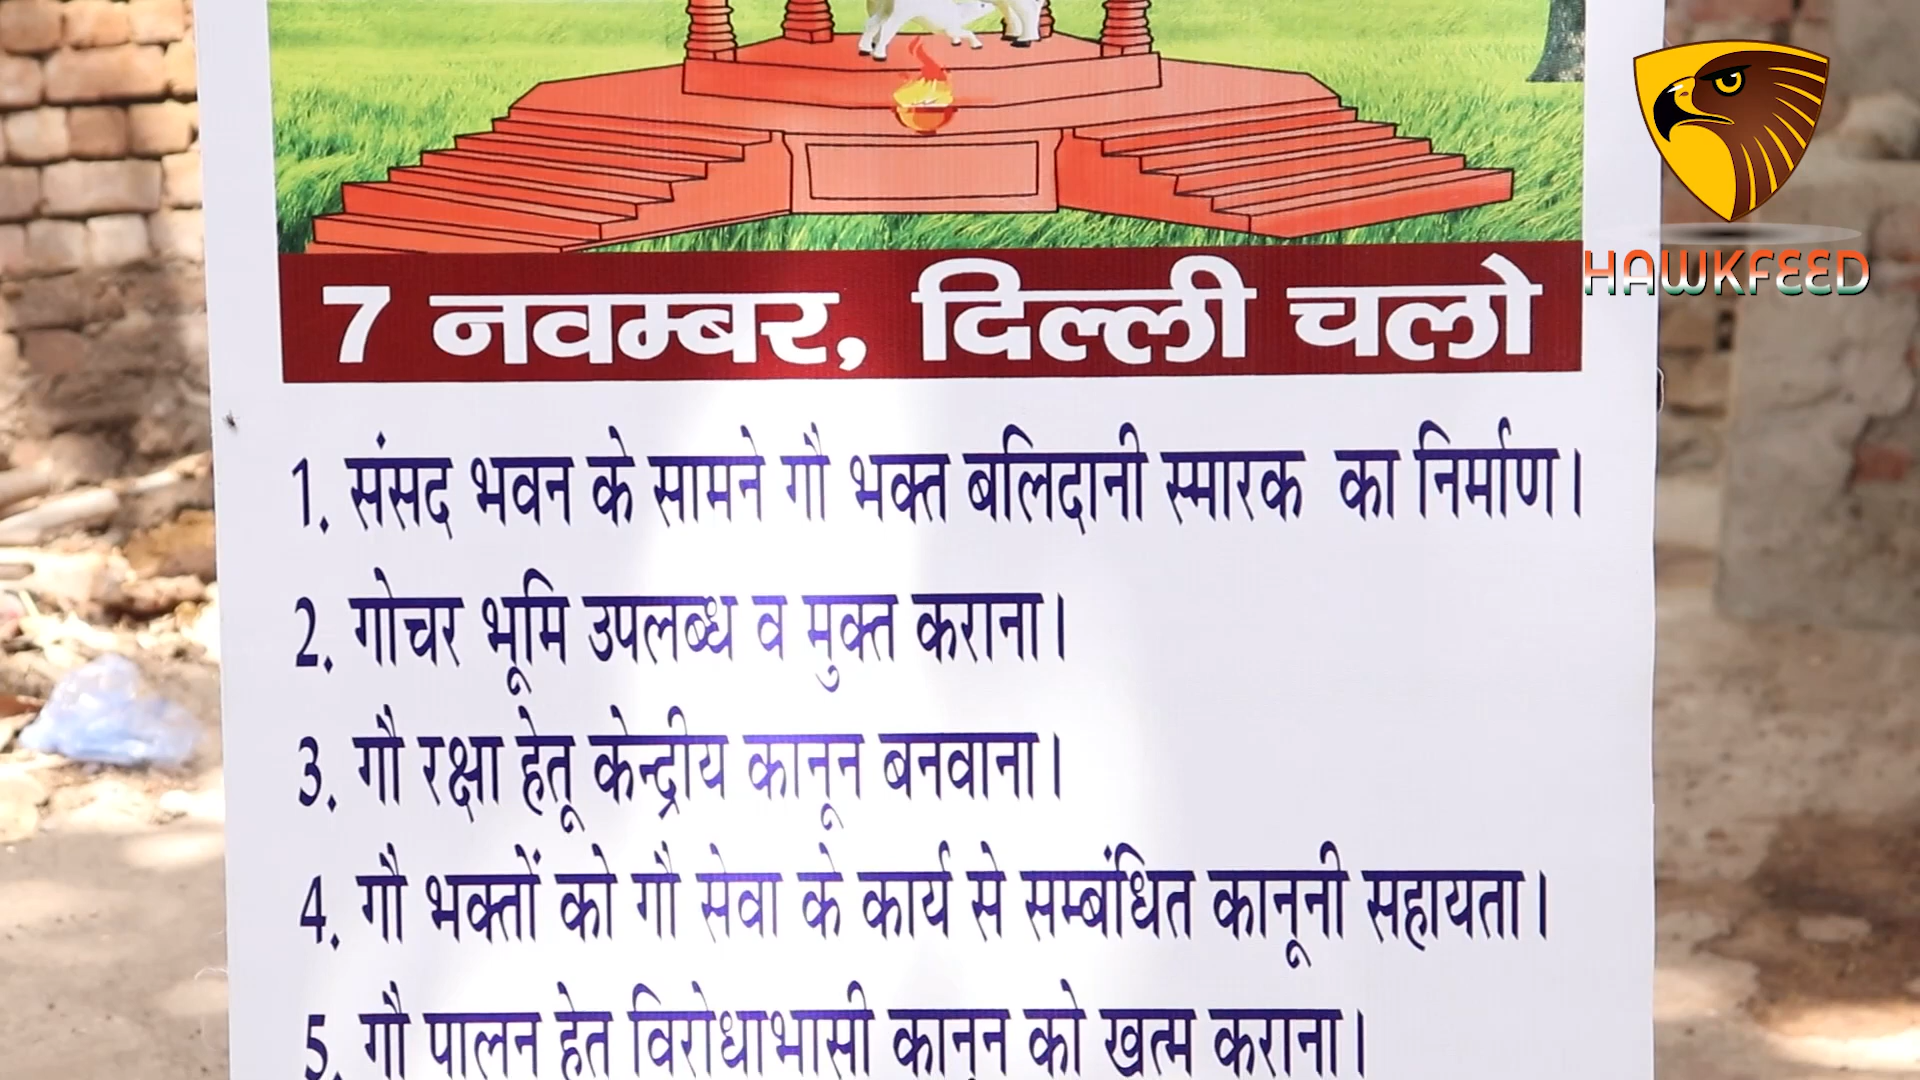 HAWKFEED
7 नवम्बर, दिल्ली चलो
1. संसद भवन के सामने गौ भक्त बलिदानी स्मारक का निर्माण।
2. गोचर भूमि उपलब्ध व मुक्त कराना।
3. गौ रक्षा हेतू केन्द्रीय कानून बनवाना।
4. गौ भक्तों को गौ सेवा के कार्य से सम्बंधित कानूनी सहायता।
5. गौ पालन हेतु विरोधाभासी कानून को खत्म कराना।